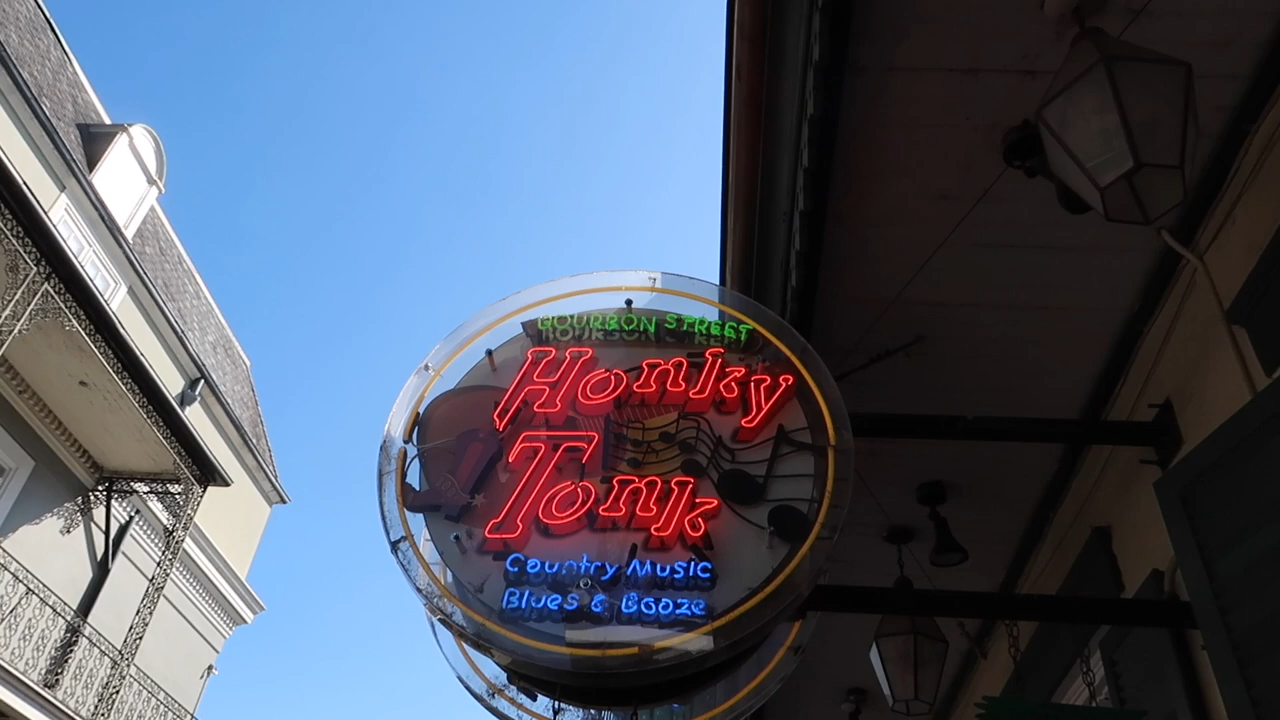 BOURBON STREET
Honky
Tonk
Country Music
Blues & Booze